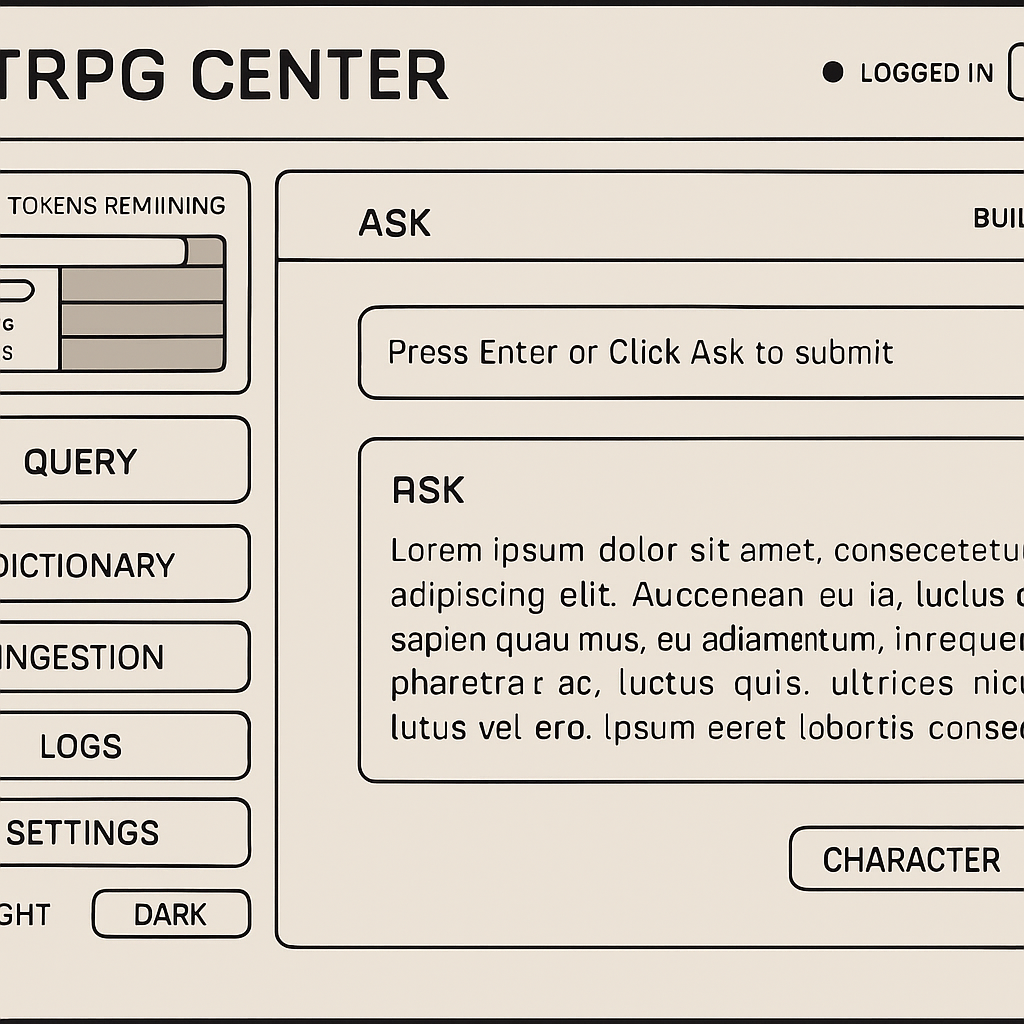 TRPG CENTER
LOGGED IN
TOKENS REMIINING
G
S
QUERY
DICTIONARY
INGESTION
LOGS
SETTINGS
GHT
DARK
ASK
BUIL
Press Enter or Click Ask to submit
ASK
Lorem ipsum dolor sit amet, consecetetu
adipiscing elit. Auccenean eu ia, luclus
sapien quau mus, eu adiamentum, inrequer
pharetra r ac, luctus quis. ultrices nicu
lutus vel ero. lpsum eeret lobortis consec
CHARACTER